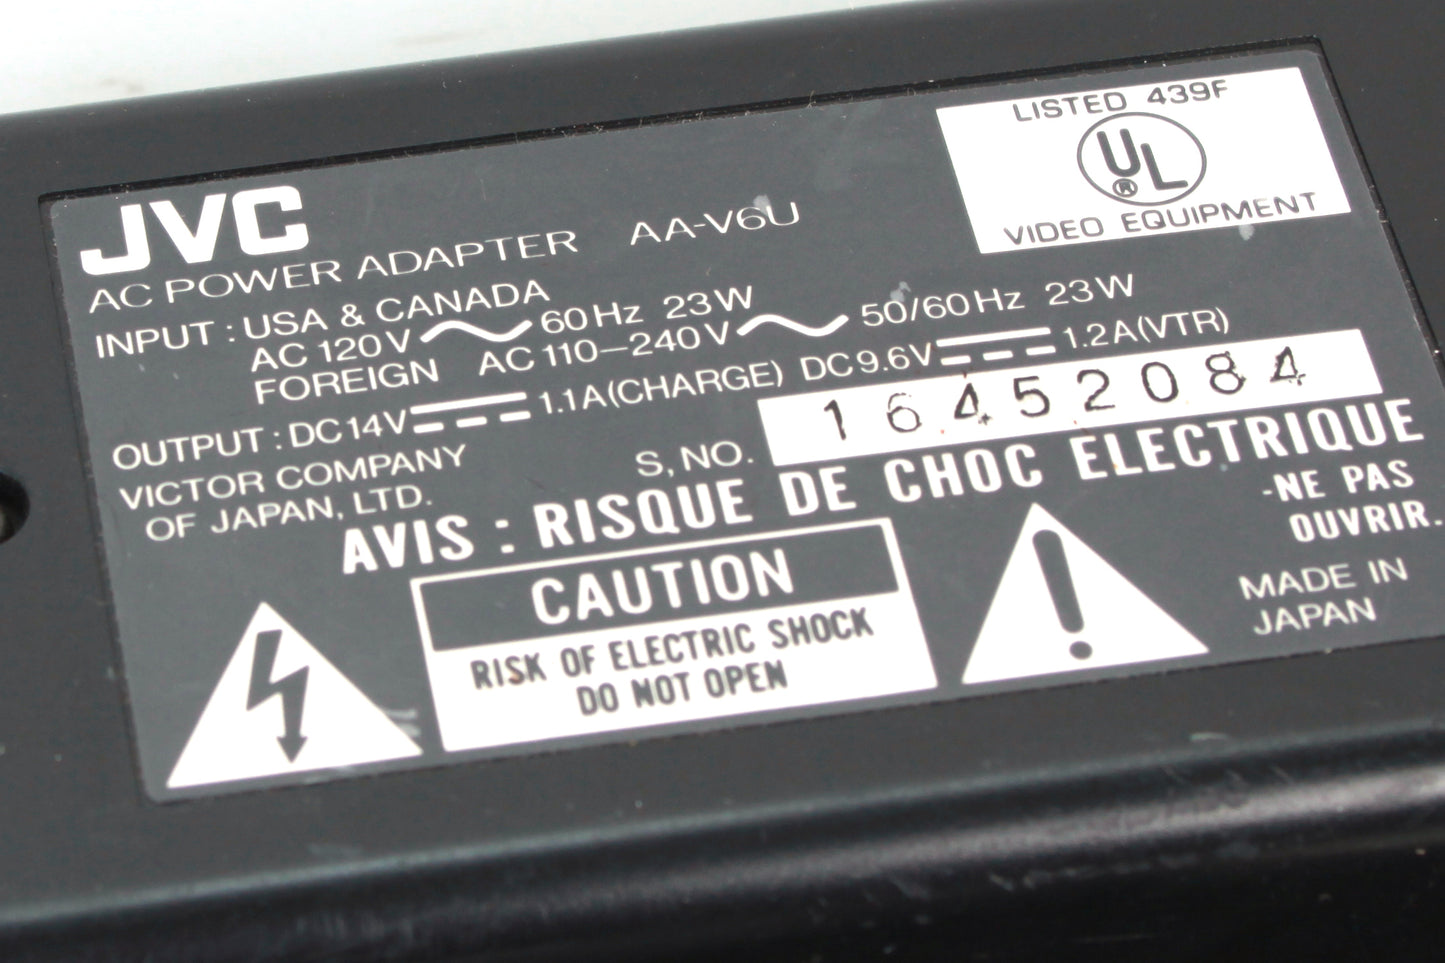 LISTED 439F
UL ®
VIDEO EQUIPMENT
JVC
AC POWER ADAPTER AA-V6U
INPUT : USA & CANADA
AC 120V ~ 60Hz 23W
FOREIGN AC 110—240V ~ 50/60Hz 23W
OUTPUT : DC14V ⎓ 1.1A(CHARGE) DC9.6V ⎓ 1.2A(VTR)
VICTOR COMPANY
OF JAPAN, LTD.
S, NO. 16452084
AVIS : RISQUE DE CHOC ELECTRIQUE
-NE PAS
OUVRIR.
CAUTION
RISK OF ELECTRIC SHOCK
DO NOT OPEN
!
MADE IN
JAPAN